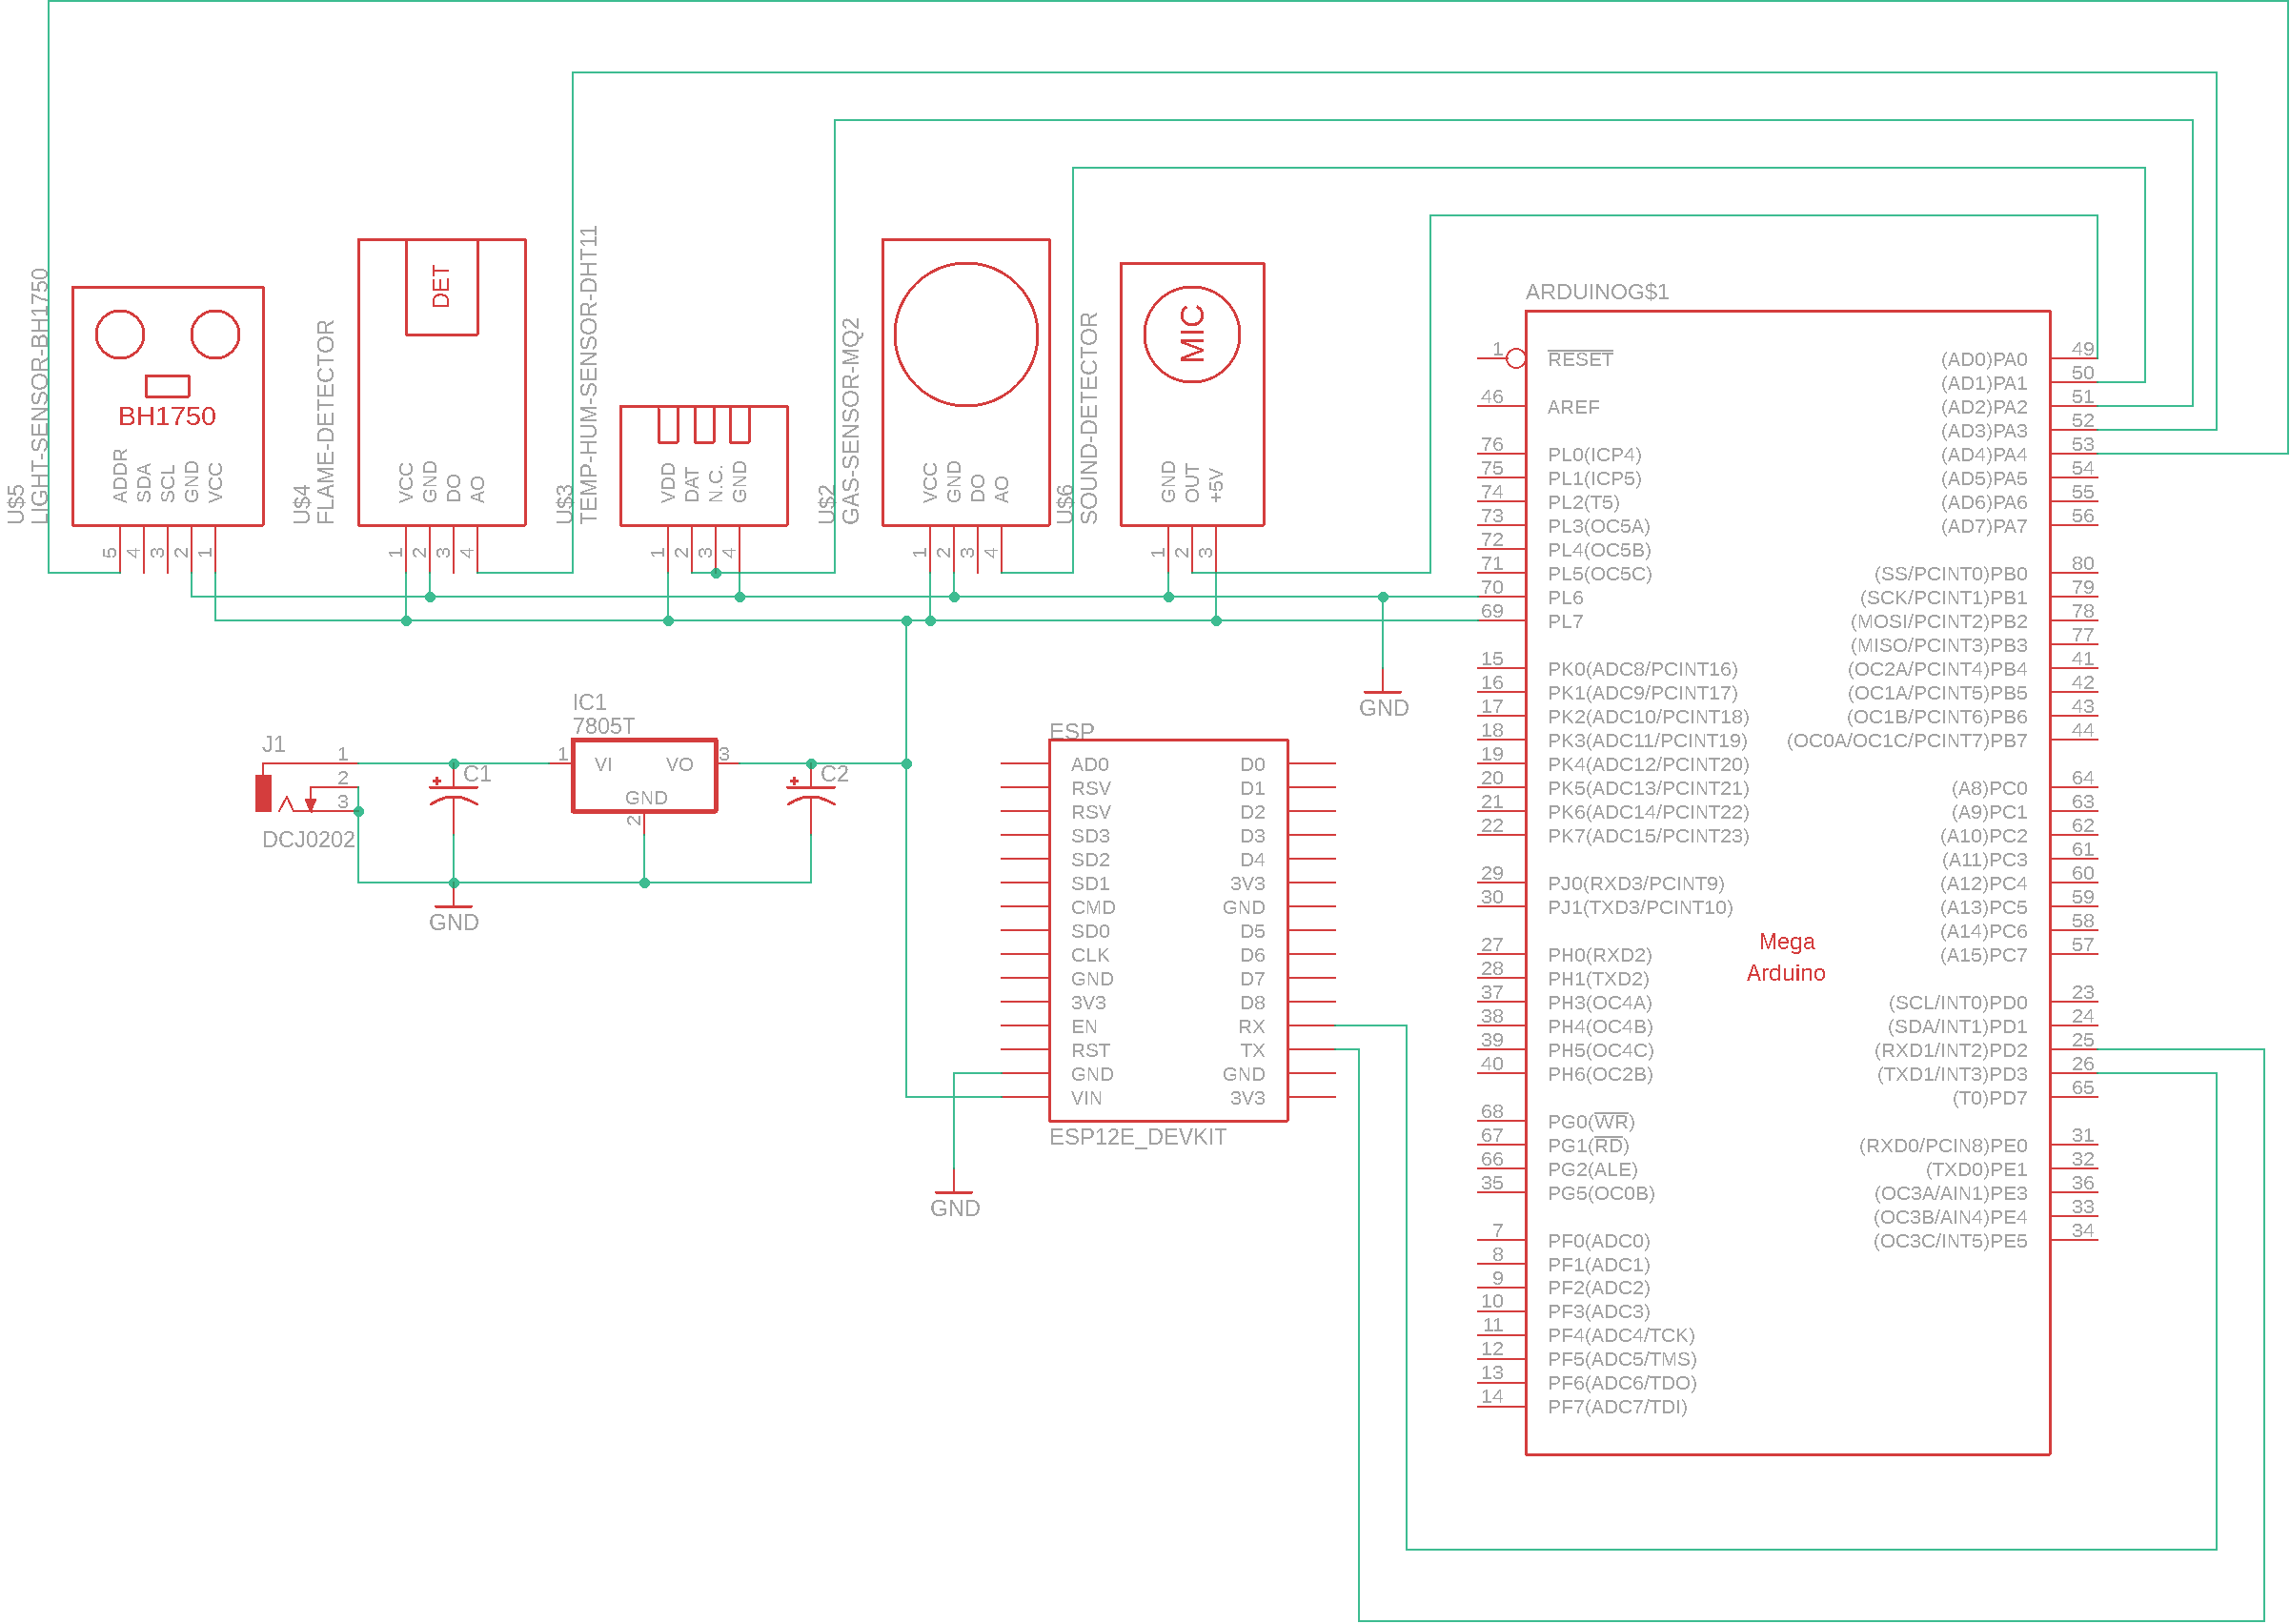 U$5
LIGHT-SENSOR-BH1750
BH1750
ADDR
SDA
SCL
GND
VCC
5
4
3
2
1
U$4
FLAME-DETECTOR
DET
VCC
GND
DO
AO
1
2
3
4
U$3
TEMP-HUM-SENSOR-DHT11
VDD
DAT
N.C.
GND
1
2
3
4
U$2
GAS-SENSOR-MQ2
VCC
GND
DO
AO
1
2
3
4
U$6
SOUND-DETECTOR
MIC
GND
OUT
+5V
1
2
3
GND
J1
1
2
3
DCJ0202
C1
IC1
7805T
1
VI
VO
3
GND
2
C2
GND
ESP
AD0
RSV
RSV
SD3
SD2
SD1
CMD
SD0
CLK
GND
3V3
EN
RST
GND
VIN
D0
D1
D2
D3
D4
3V3
GND
D5
D6
D7
D8
RX
TX
GND
3V3
ESP12E_DEVKIT
GND
ARDUINOG$1
1 RESET
46 AREF
76 PL0(ICP4)
75 PL1(ICP5)
74 PL2(T5)
73 PL3(OC5A)
72 PL4(OC5B)
71 PL5(OC5C)
70 PL6
69 PL7
15 PK0(ADC8/PCINT16)
16 PK1(ADC9/PCINT17)
17 PK2(ADC10/PCINT18)
18 PK3(ADC11/PCINT19)
19 PK4(ADC12/PCINT20)
20 PK5(ADC13/PCINT21)
21 PK6(ADC14/PCINT22)
22 PK7(ADC15/PCINT23)
29 PJ0(RXD3/PCINT9)
30 PJ1(TXD3/PCINT10)
27 PH0(RXD2)
28 PH1(TXD2)
37 PH3(OC4A)
38 PH4(OC4B)
39 PH5(OC4C)
40 PH6(OC2B)
68 PG0(WR)
67 PG1(RD)
66 PG2(ALE)
35 PG5(OC0B)
7 PF0(ADC0)
8 PF1(ADC1)
9 PF2(ADC2)
10 PF3(ADC3)
11 PF4(ADC4/TCK)
12 PF5(ADC5/TMS)
13 PF6(ADC6/TDO)
14 PF7(ADC7/TDI)
Mega
Arduino
(AD0)PA0 49
(AD1)PA1 50
(AD2)PA2 51
(AD3)PA3 52
(AD4)PA4 53
(AD5)PA5 54
(AD6)PA6 55
(AD7)PA7 56
(SS/PCINT0)PB0 80
(SCK/PCINT1)PB1 79
(MOSI/PCINT2)PB2 78
(MISO/PCINT3)PB3 77
(OC2A/PCINT4)PB4 41
(OC1A/PCINT5)PB5 42
(OC1B/PCINT6)PB6 43
(OC0A/OC1C/PCINT7)PB7 44
(A8)PC0 64
(A9)PC1 63
(A10)PC2 62
(A11)PC3 61
(A12)PC4 60
(A13)PC5 59
(A14)PC6 58
(A15)PC7 57
(SCL/INT0)PD0 23
(SDA/INT1)PD1 24
(RXD1/INT2)PD2 25
(TXD1/INT3)PD3 26
(T0)PD7 65
(RXD0/PCIN8)PE0 31
(TXD0)PE1 32
(OC3A/AIN1)PE3 36
(OC3B/AIN4)PE4 33
(OC3C/INT5)PE5 34